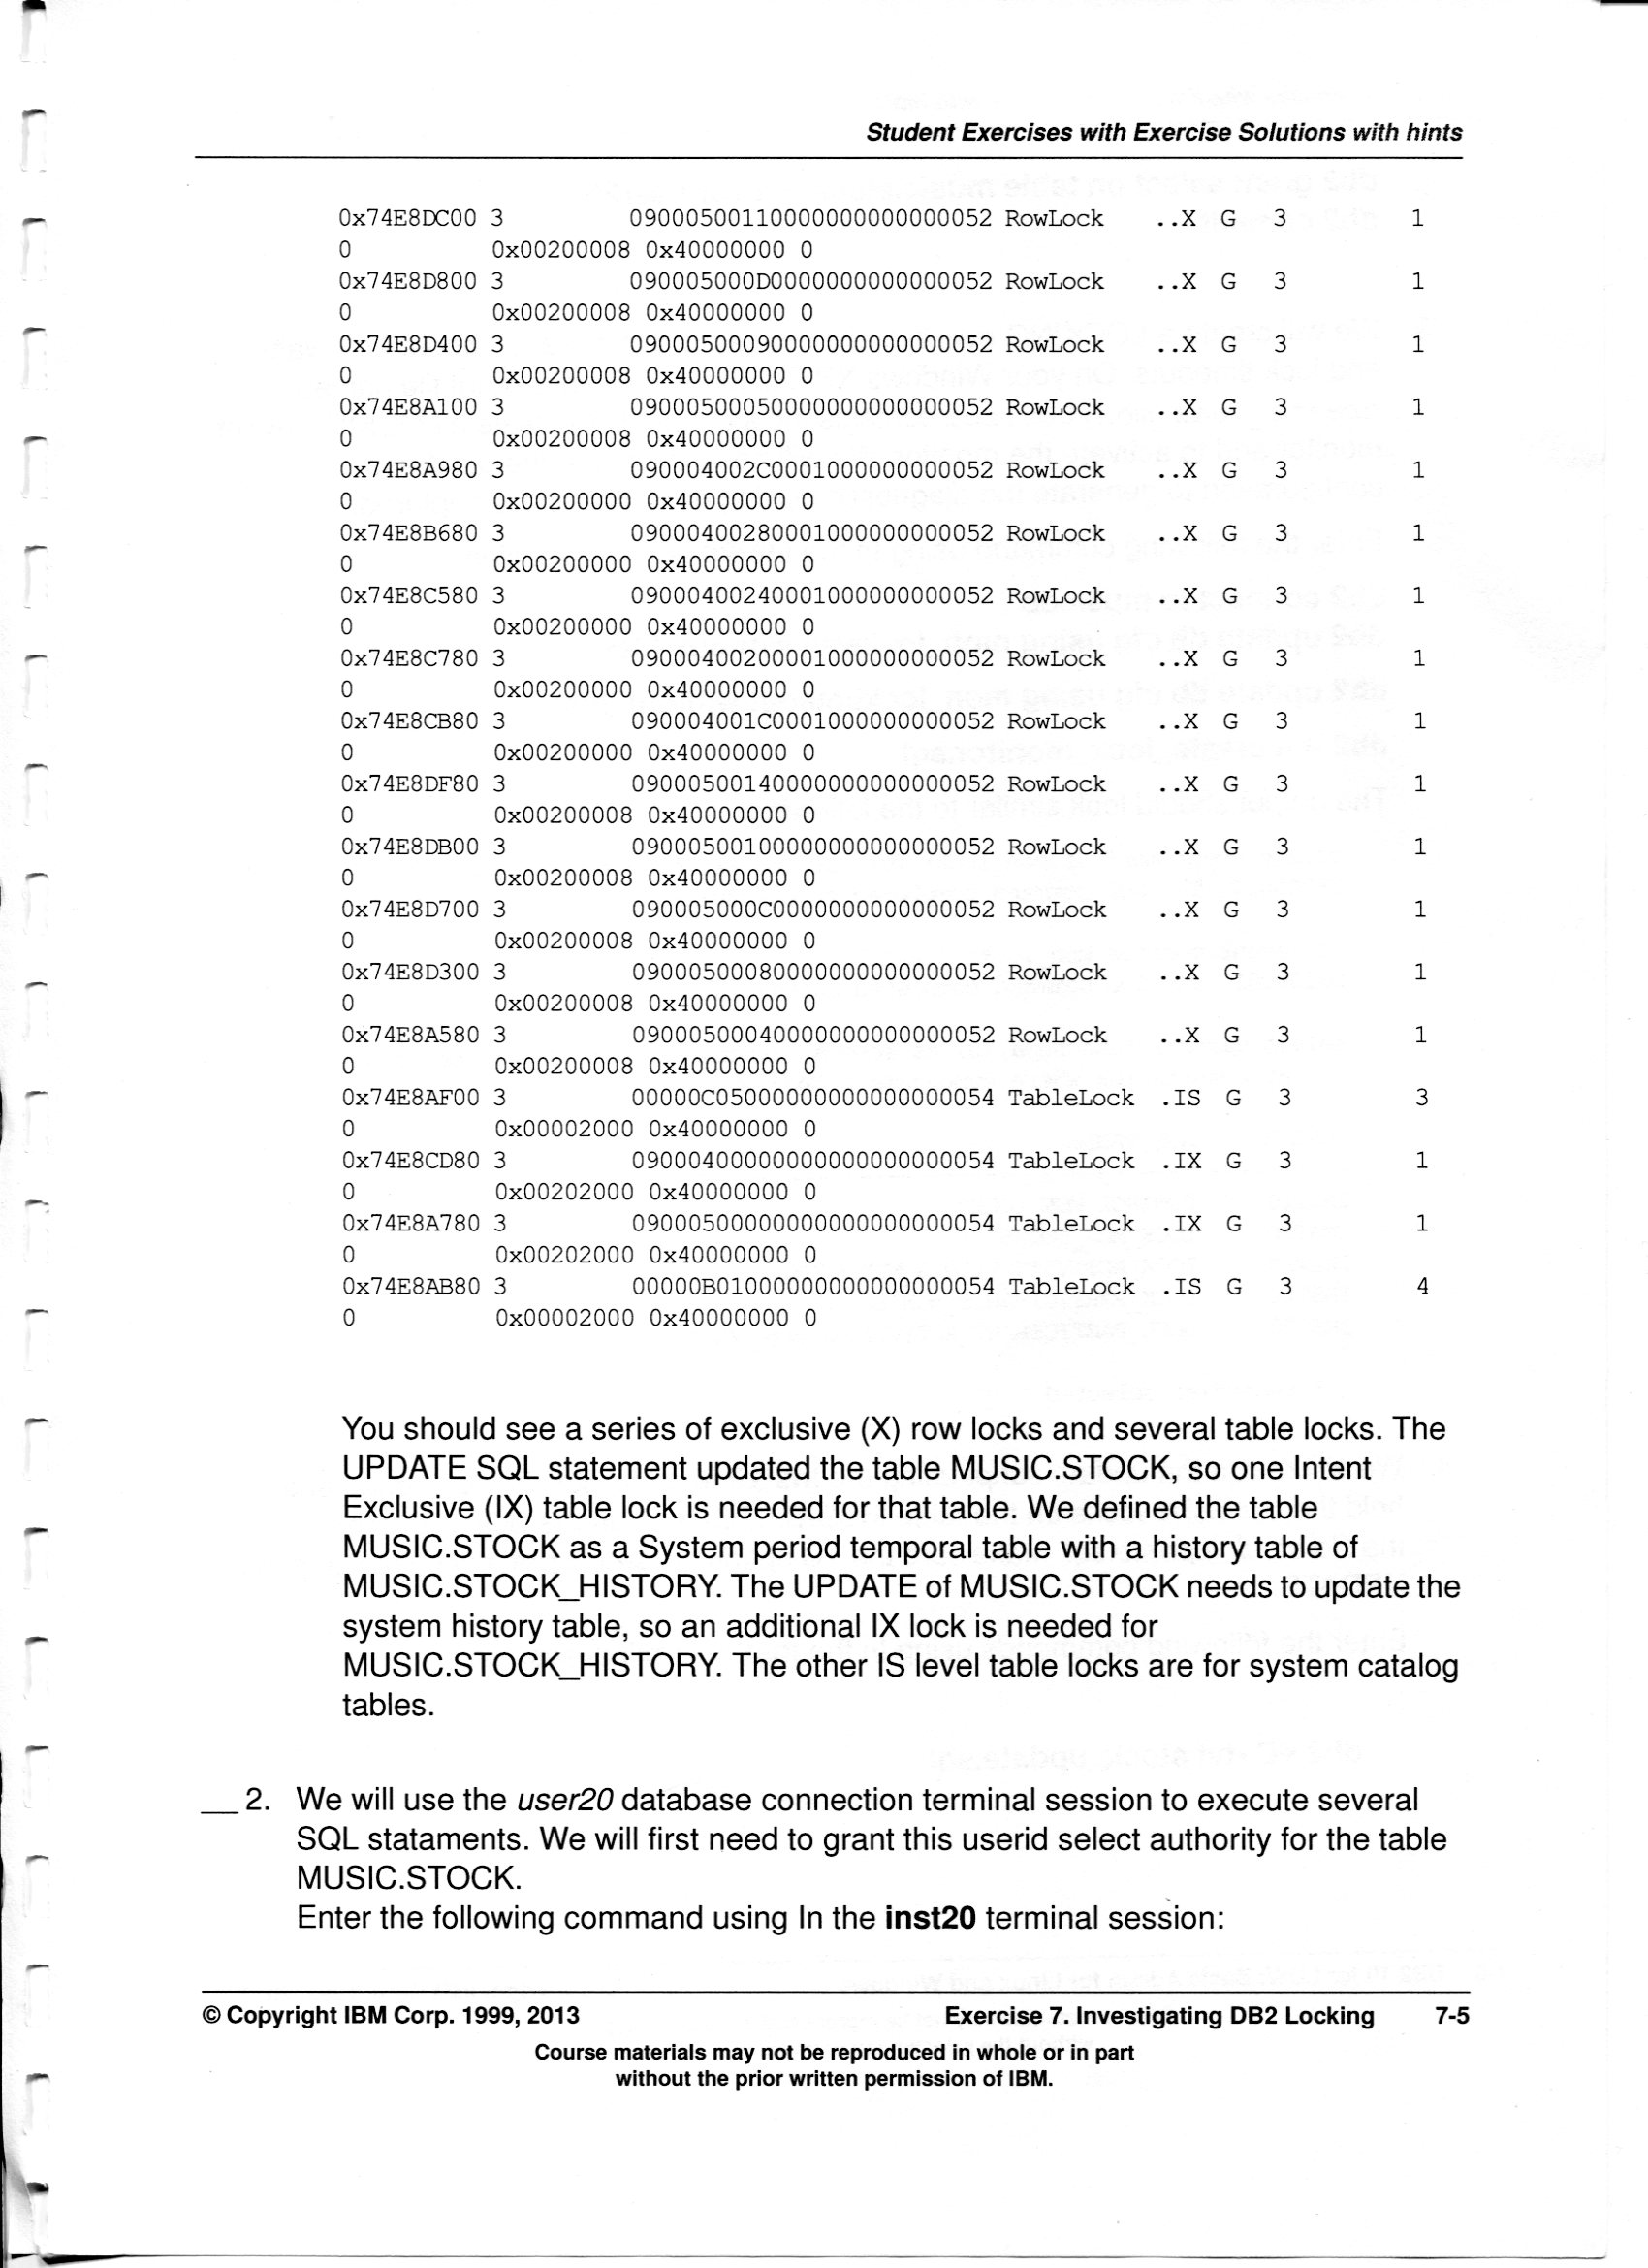 Student Exercises with Exercise Solutions with hints
0x74E8DC00 3 09000500110000000000000052 RowLock ..X G 3 1
0 0x00200008 0x40000000 0
0x74E8D800 3 090005000D0000000000000052 RowLock ..X G 3 1
0 0x00200008 0x40000000 0
0x74E8D400 3 09000500090000000000000052 RowLock ..X G 3 1
0 0x00200008 0x40000000 0
0x74E8A100 3 09000500050000000000000052 RowLock ..X G 3 1
0 0x00200008 0x40000000 0
0x74E8A980 3 090004002C0001000000000052 RowLock ..X G 3 1
0 0x00200000 0x40000000 0
0x74E8B680 3 09000400280001000000000052 RowLock ..X G 3 1
0 0x00200000 0x40000000 0
0x74E8C580 3 09000400240001000000000052 RowLock ..X G 3 1
0 0x00200000 0x40000000 0
0x74E8C780 3 09000400200001000000000052 RowLock ..X G 3 1
0 0x00200000 0x40000000 0
0x74E8CB80 3 090004001C0001000000000052 RowLock ..X G 3 1
0 0x00200000 0x40000000 0
0x74E8DF80 3 09000500140000000000000052 RowLock ..X G 3 1
0 0x00200008 0x40000000 0
0x74E8DB00 3 09000500100000000000000052 RowLock ..X G 3 1
0 0x00200008 0x40000000 0
0x74E8D700 3 090005000C0000000000000052 RowLock ..X G 3 1
0 0x00200008 0x40000000 0
0x74E8D300 3 09000500080000000000000052 RowLock ..X G 3 1
0 0x00200008 0x40000000 0
0x74E8A580 3 09000500040000000000000052 RowLock ..X G 3 1
0 0x00200008 0x40000000 0
0x74E8AF00 3 00000C05000000000000000054 TableLock .IS G 3 3
0 0x00002000 0x40000000 0
0x74E8CD80 3 09000400000000000000000054 TableLock .IX G 3 1
0 0x00202000 0x40000000 0
0x74E8A780 3 09000500000000000000000054 TableLock .IX G 3 1
0 0x00202000 0x40000000 0
0x74E8AB80 3 00000B01000000000000000054 TableLock .IS G 3 4
0 0x00002000 0x40000000 0
You should see a series of exclusive (X) row locks and several table locks. The
UPDATE SQL statement updated the table MUSIC.STOCK, so one Intent
Exclusive (IX) table lock is needed for that table. We defined the table
MUSIC.STOCK as a System period temporal table with a history table of
MUSIC.STOCK_HISTORY. The UPDATE of MUSIC.STOCK needs to update the
system history table, so an additional IX lock is needed for
MUSIC.STOCK_HISTORY. The other IS level table locks are for system catalog
tables.
__ 2. We will use the user20 database connection terminal session to execute several
SQL stataments. We will first need to grant this userid select authority for the table
MUSIC.STOCK.
Enter the following command using In the inst20 terminal session:
© Copyright IBM Corp. 1999, 2013 Exercise 7. Investigating DB2 Locking 7-5
Course materials may not be reproduced in whole or in part
without the prior written permission of IBM.